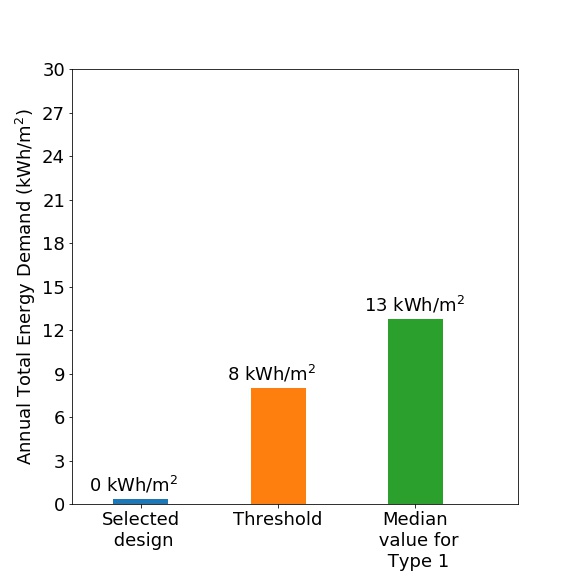 Annual Total Energy Demand (kWh/m²)
30
27
24
21
18
15
12
9
6
3
0
13 kWh/m²
8 kWh/m²
0 kWh/m²
Selected
design
Threshold
Median
value for
Type 1